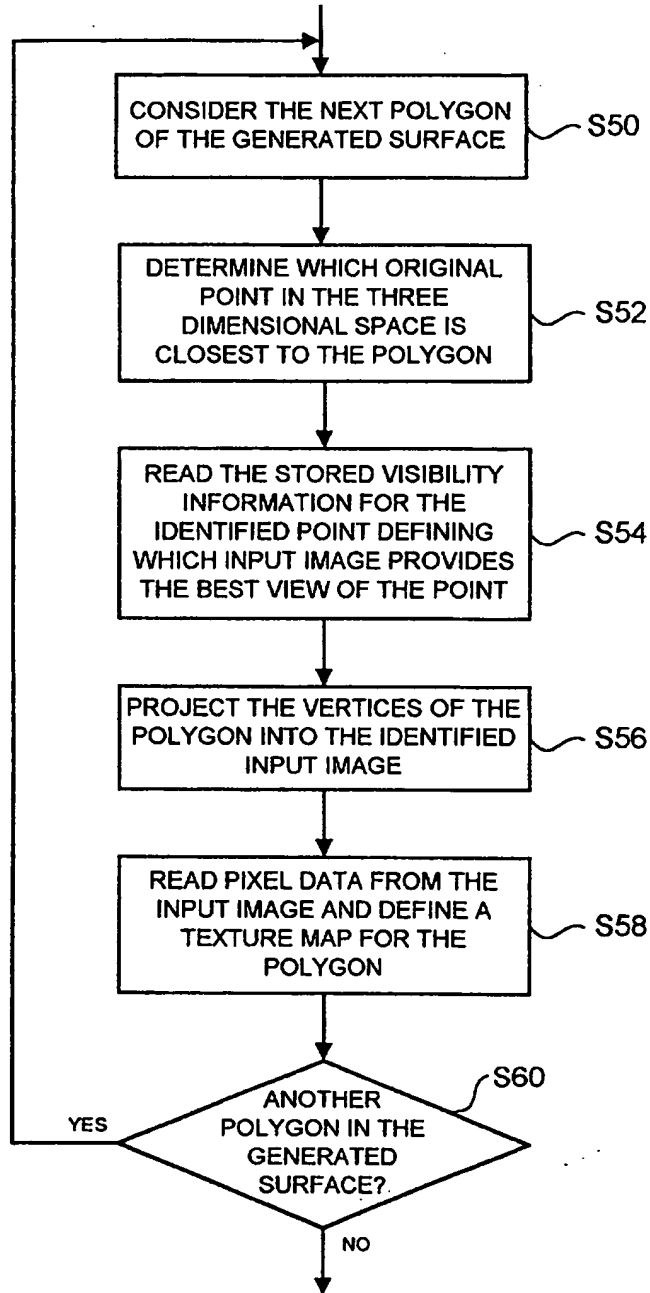 CONSIDER THE NEXT POLYGON
OF THE GENERATED SURFACE
S50
DETERMINE WHICH ORIGINAL
POINT IN THE THREE
DIMENSIONAL SPACE IS
CLOSEST TO THE POLYGON
S52
READ THE STORED VISIBILITY
INFORMATION FOR THE
IDENTIFIED POINT DEFINING
WHICH INPUT IMAGE PROVIDES
THE BEST VIEW OF THE POINT
S54
PROJECT THE VERTICES OF THE
POLYGON INTO THE IDENTIFIED
INPUT IMAGE
S56
READ PIXEL DATA FROM THE
INPUT IMAGE AND DEFINE A
TEXTURE MAP FOR THE
POLYGON
S58
S60
ANOTHER
POLYGON IN THE
GENERATED
SURFACE?
YES
NO